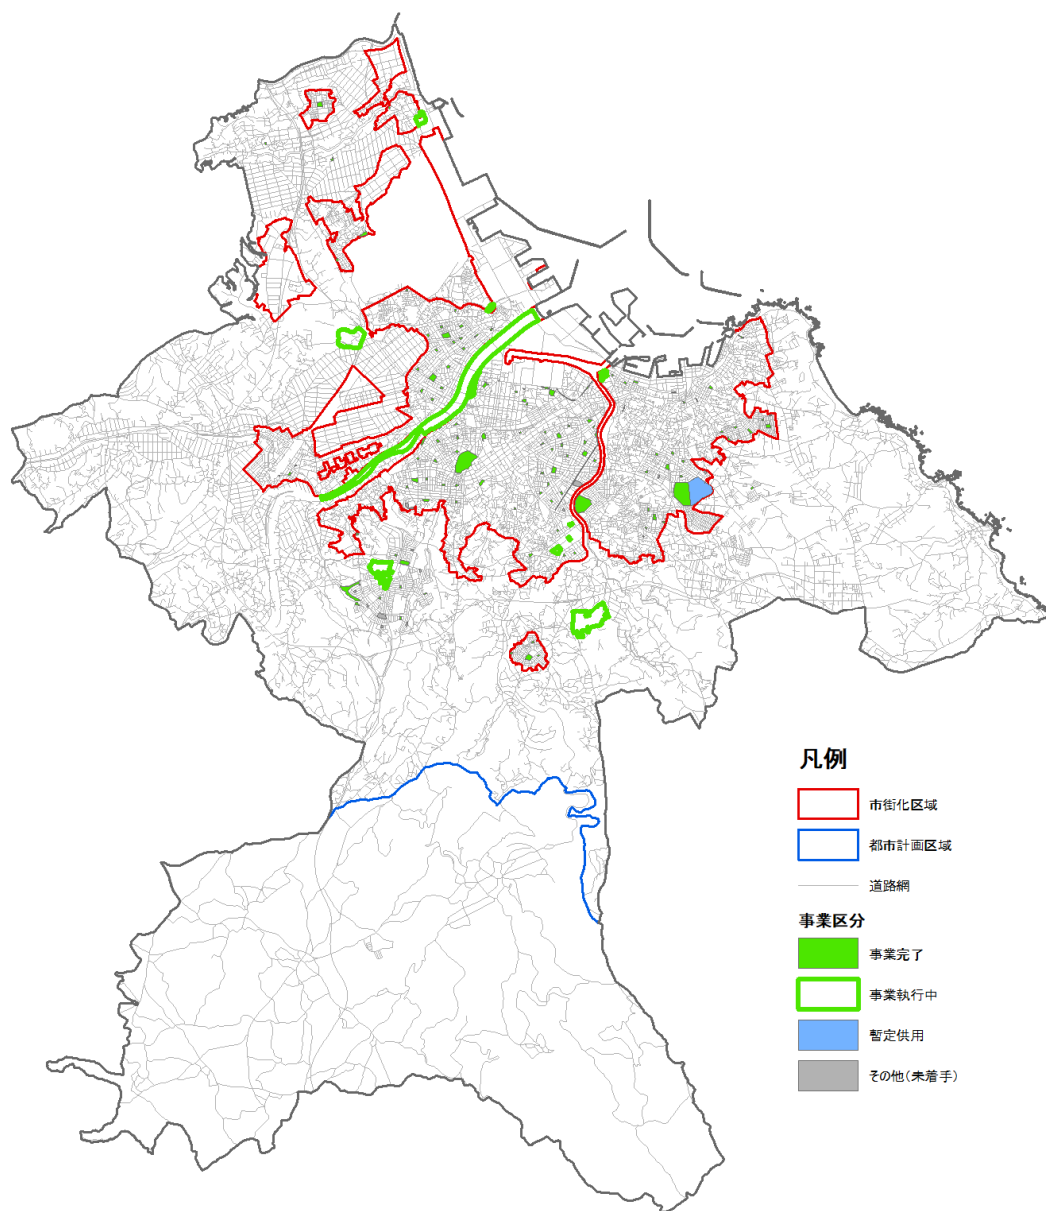 凡例
市街化区域
都市計画区域
道路網
事業区分
事業完了
事業執行中
暫定供用
その他(未着手)